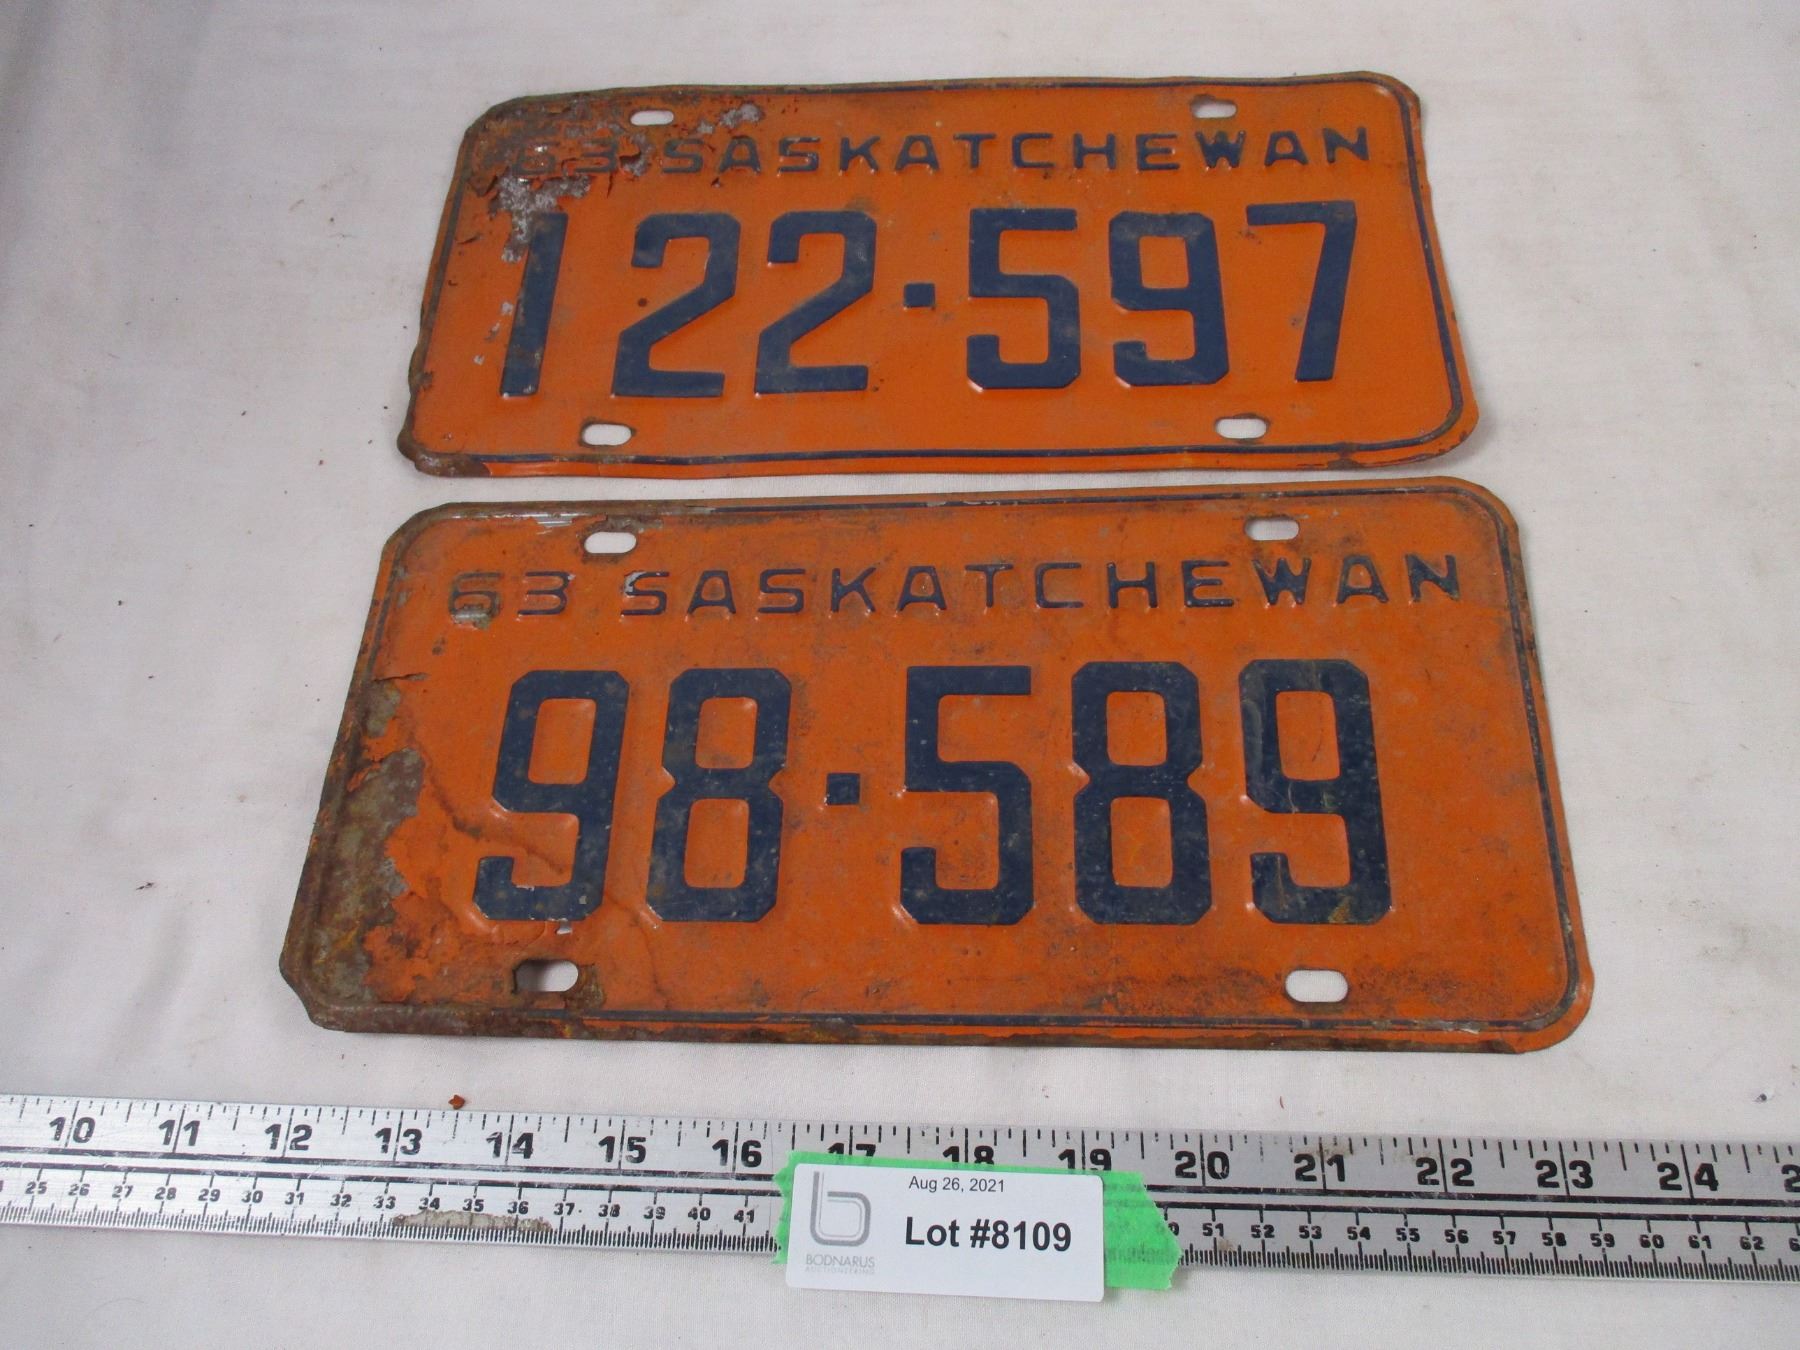 63 SASKATCHEWAN
122·597
63 SASKATCHEWAN
98·589
10 11 12 13 14 15 16 17 18 19 20 21 22 23 24
25 26 27 28 29 30 31 32 33 34 35 36 37 38 39 40 41 51 52 53 54 55 56 57 58 59 60 61 62
Aug 26, 2021
Lot #8109
BODNARUS
AUCTIONEERING